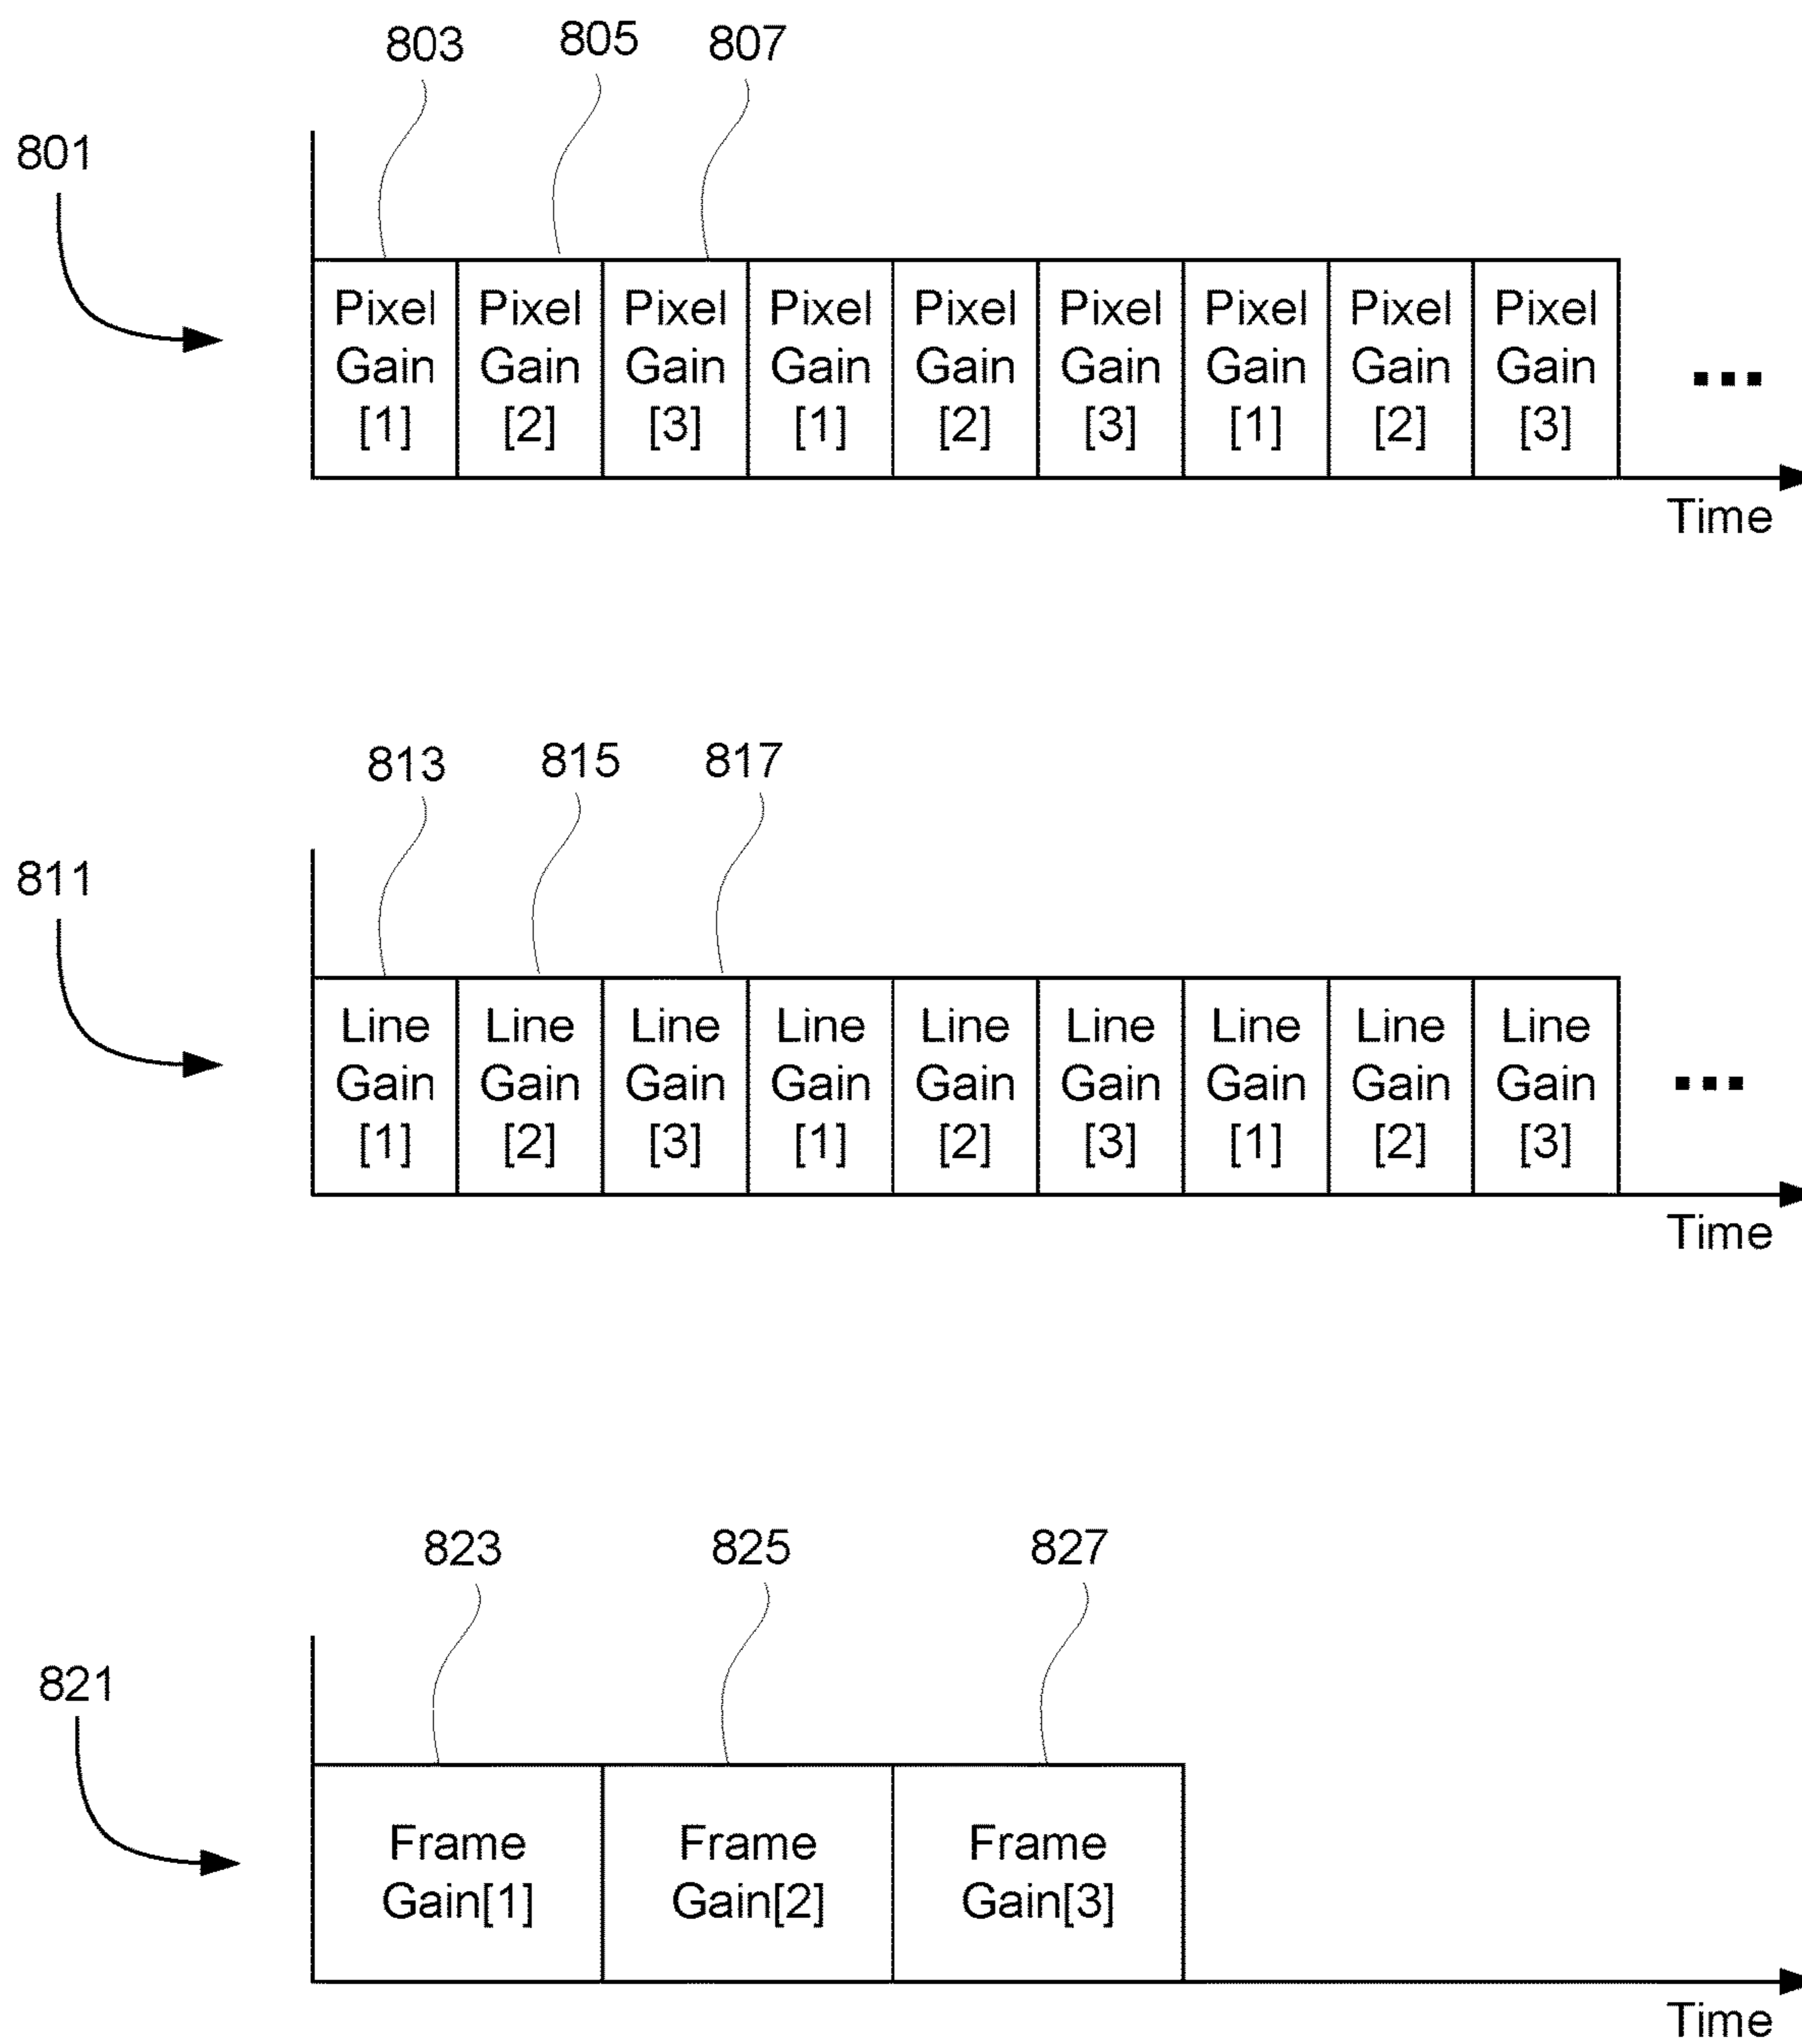 803 805 807
801
Pixel Pixel Pixel Pixel Pixel Pixel Pixel Pixel Pixel
Gain Gain Gain Gain Gain Gain Gain Gain Gain
[1] [2] [3] [1] [2] [3] [1] [2] [3]
...
Time
813 815 817
811
Line Line Line Line Line Line Line Line Line
Gain Gain Gain Gain Gain Gain Gain Gain Gain
[1] [2] [3] [1] [2] [3] [1] [2] [3]
...
Time
823 825 827
821
Frame Frame Frame
Gain[1] Gain[2] Gain[3]
Time